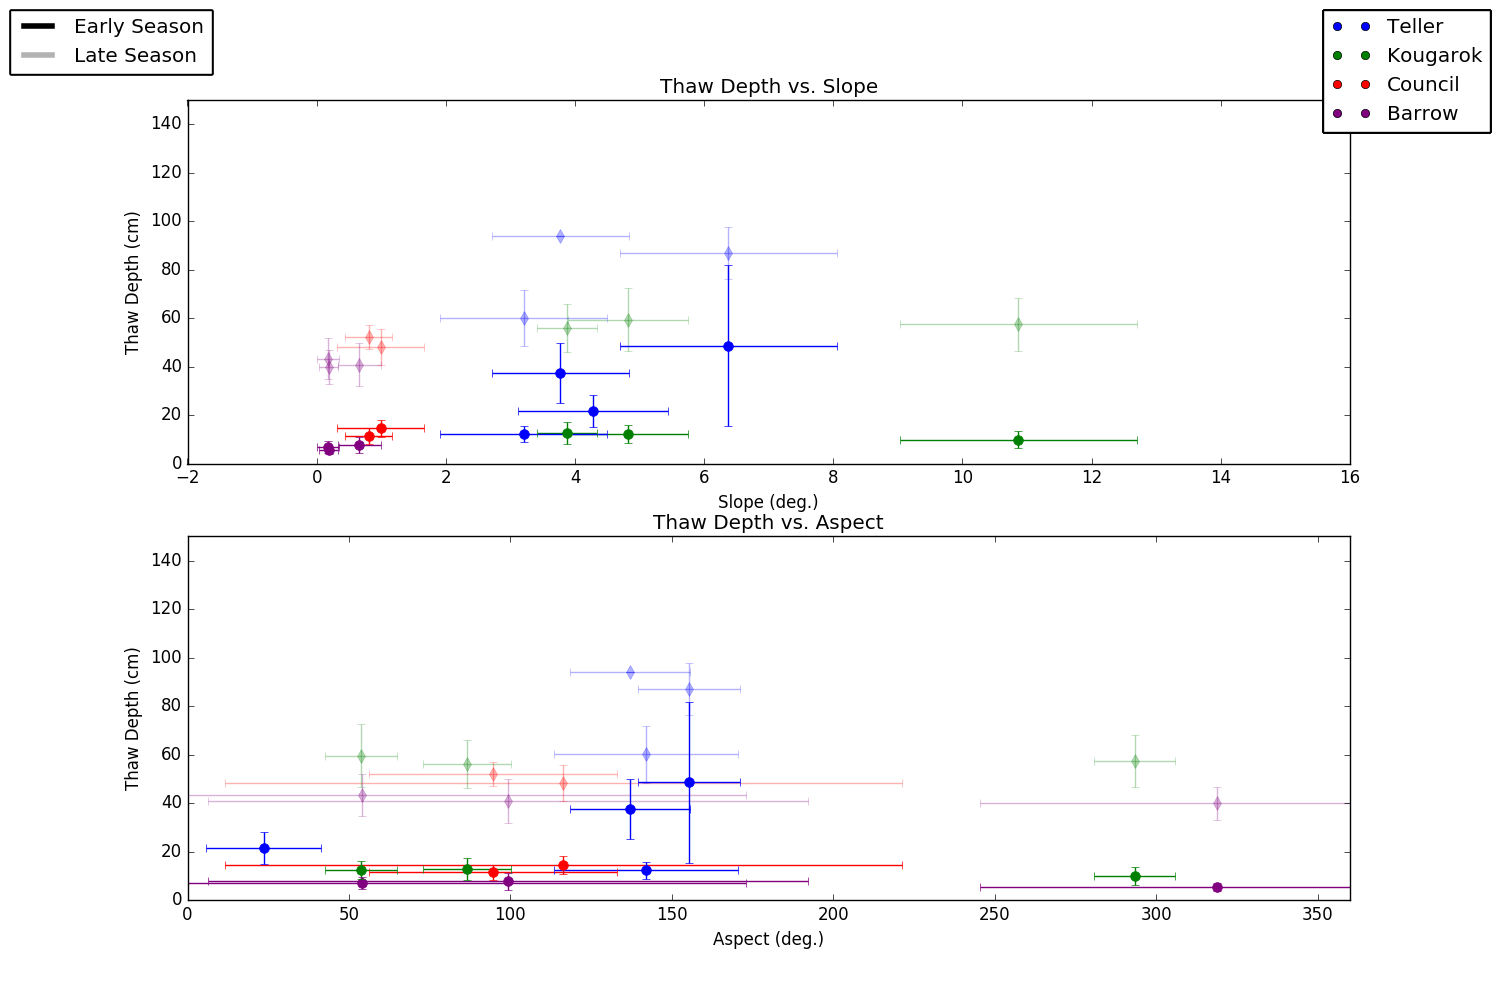 Early Season
Late Season
Teller
Kougarok
Council
Barrow
Thaw Depth vs. Slope
Thaw Depth (cm)
140
120
100
80
60
40
20
0
−2 0 2 4 6 8 10 12 14 16
Slope (deg.)
Thaw Depth vs. Aspect
Thaw Depth (cm)
140
120
100
80
60
40
20
0
0 50 100 150 200 250 300 350
Aspect (deg.)